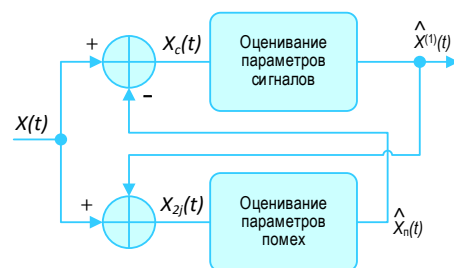 +
X_c(t)
Оценивание
параметров
сигналов
^
X^(1)(t)
−
X(t)
+
X_2j(t)
Оценивание
параметров
помех
^
X_п(t)